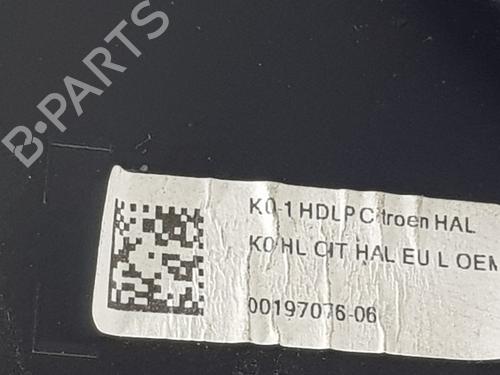 B-PARTS
K0-1 HDLP Citroen HAL
K0 HL CIT HAL EU L OEM
00197076-06